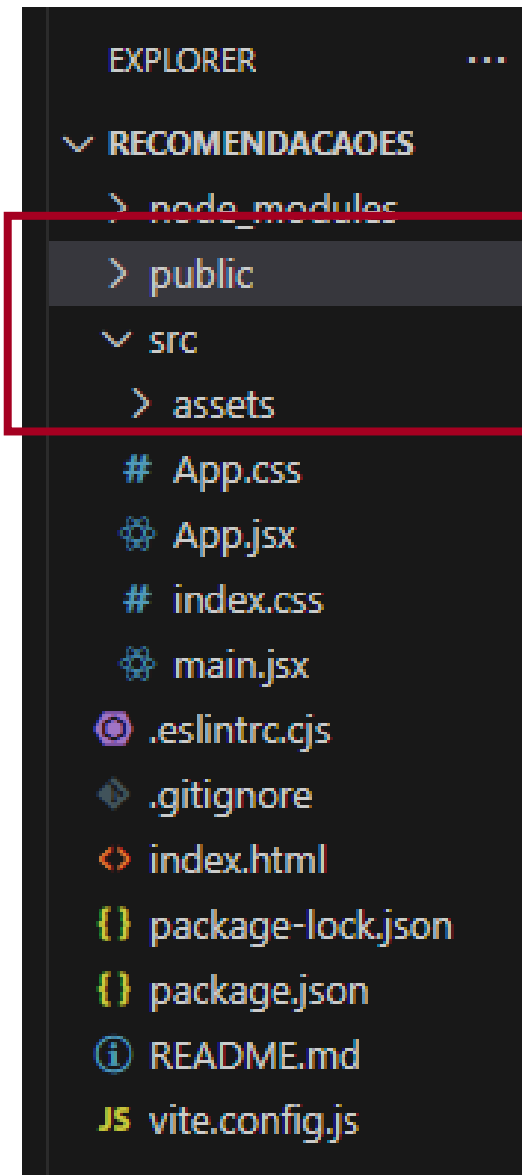 EXPLORER ...
RECOMENDACAOES
node_modules
public
src
assets
# App.css
App.jsx
# index.css
main.jsx
.eslintrc.cjs
.gitignore
<> index.html
{} package-lock.json
{} package.json
README.md
JS vite.config.js